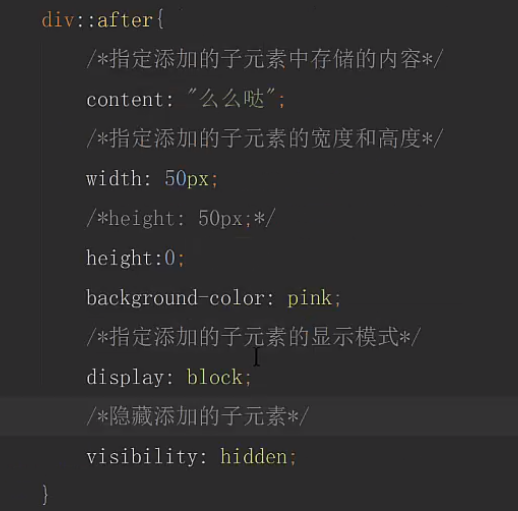 div::after{
/*指定添加的子元素中存储的内容*/
content: "么么哒";
/*指定添加的子元素的宽度和高度*/
width: 50px;
/*height: 50px;*/
height:0;
background-color: pink;
/*指定添加的子元素的显示模式*/
display: block;
/*隐藏添加的子元素*/
visibility: hidden;
}